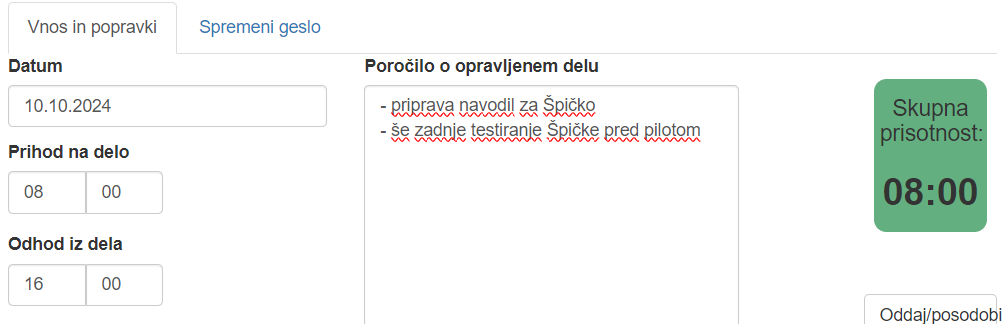 Vnos in popravki
Spremeni geslo
Datum
10.10.2024
Prihod na delo
08 00
Odhod iz dela
16 00
Poročilo o opravljenem delu
- priprava navodil za Špičko
- še zadnje testiranje Špičke pred pilotom
Skupna
prisotnost:
08:00
Oddaj/posodobi